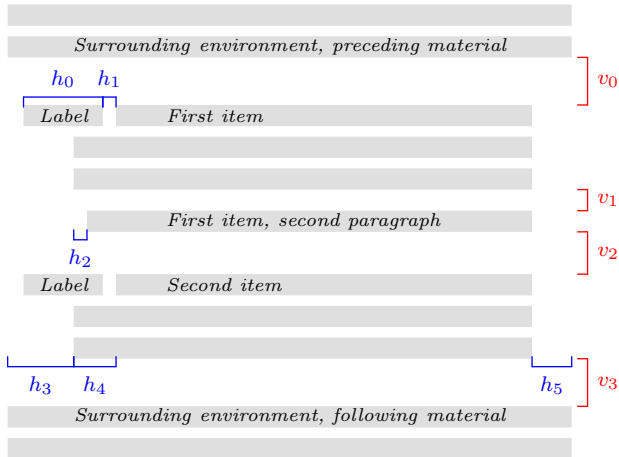 Surrounding environment, preceding material
v0
h0 h1
Label First item
v1
First item, second paragraph
h2
v2
Label Second item
h3 h4 h5
v3
Surrounding environment, following material